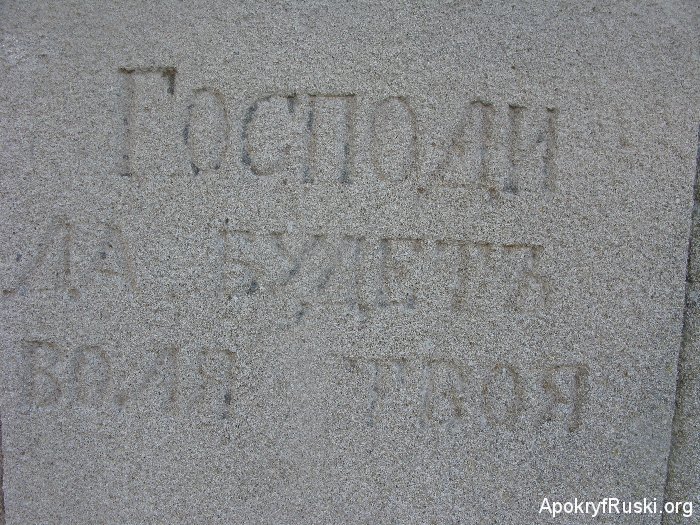 Господи
да будетъ
воля твоя
ApokryfRuski.org